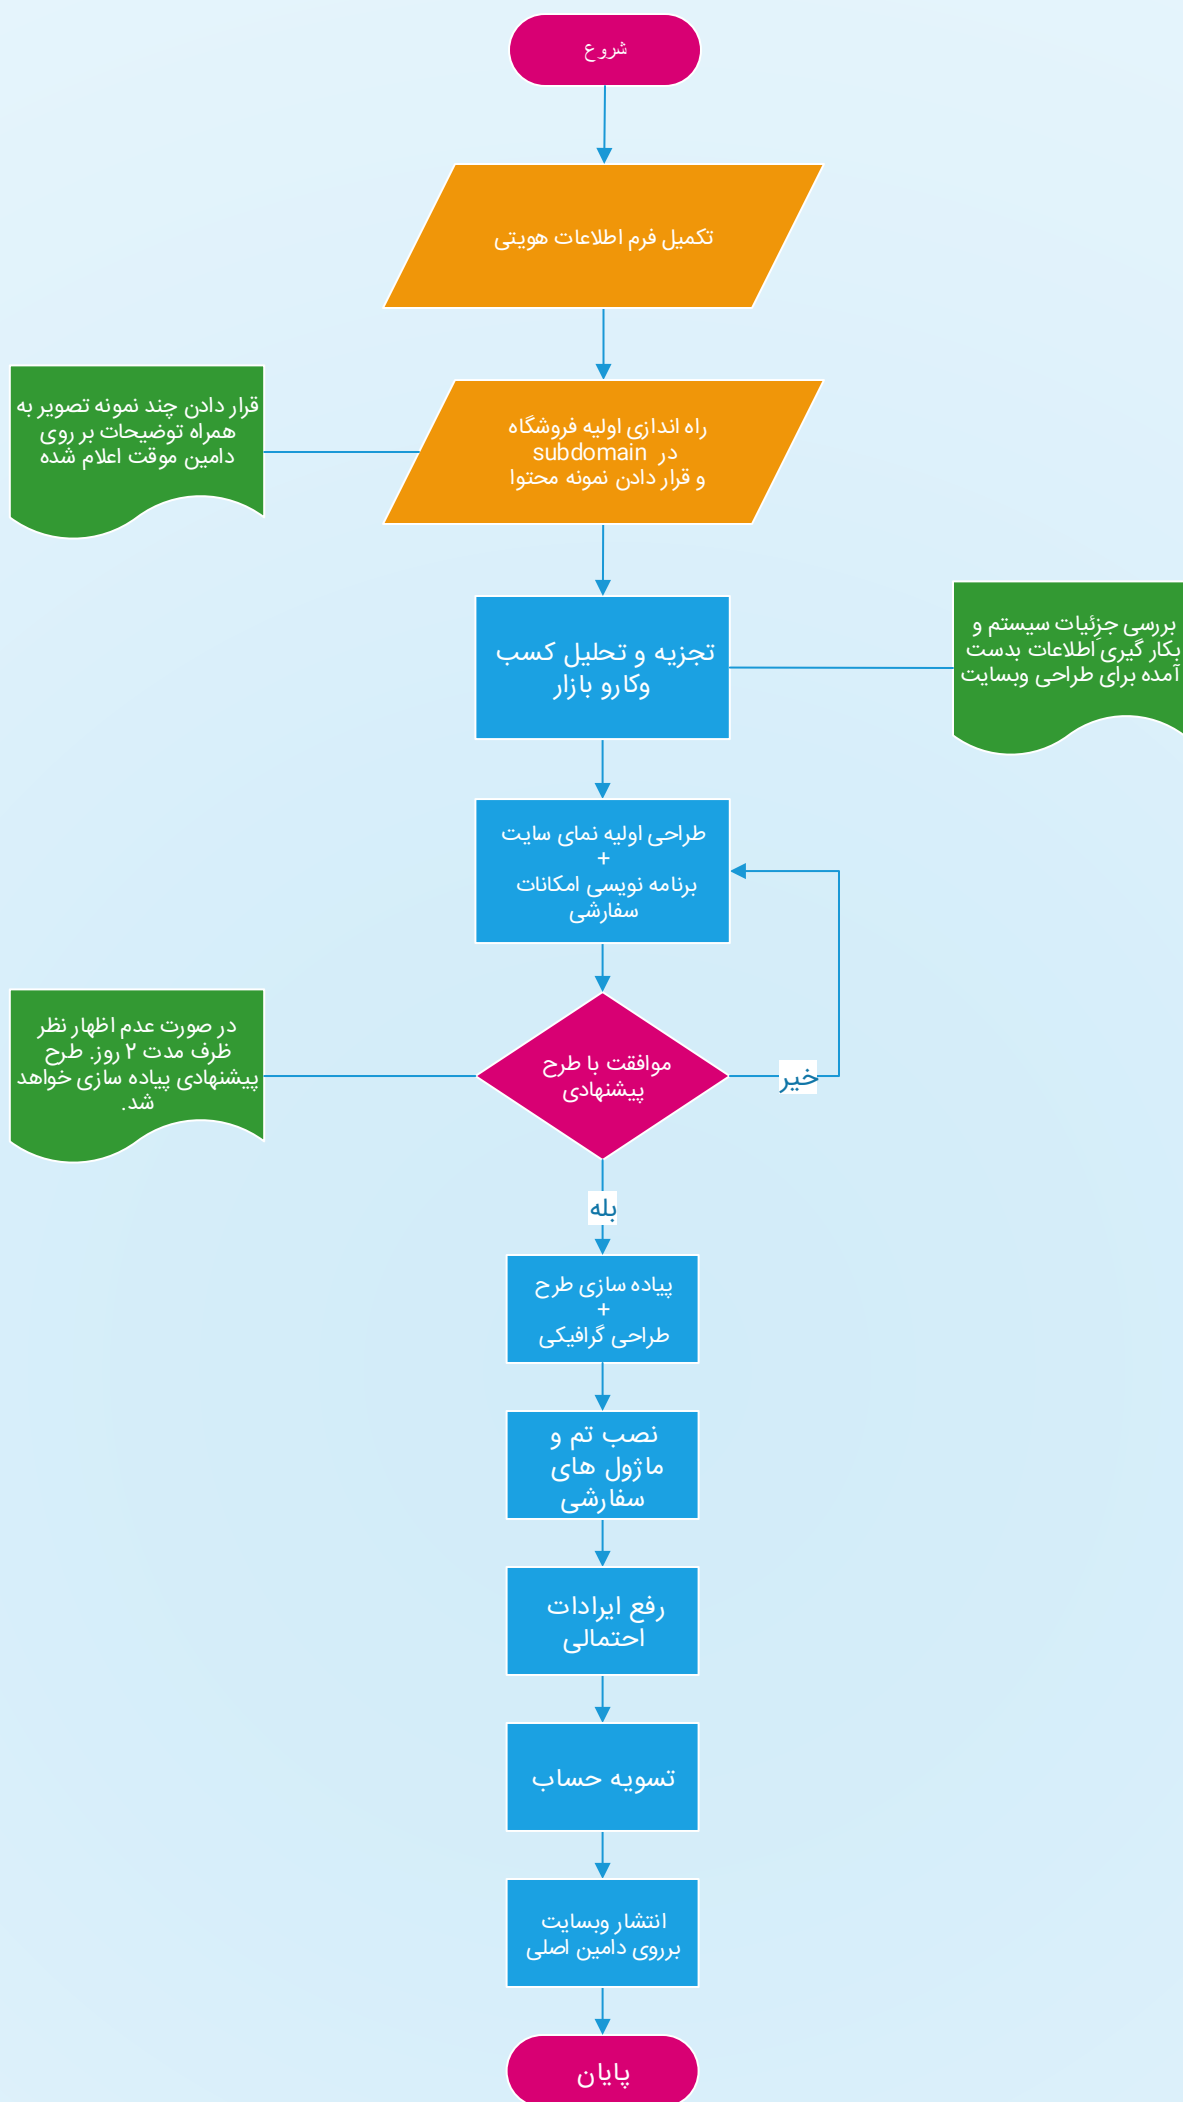 شروع
تکمیل فرم اطلاعات هویتی
قرار دادن چند نمونه تصویر به
همراه توضیحات بر روی
دامین موقت اعلام شده
راه اندازی اولیه فروشگاه
در subdomain
و قرار دادن نمونه محتوا
تجزیه و تحلیل کسب
وکارو بازار
بررسی جزِئیات سیستم و
بکار گیری اطلاعات بدست
آمده برای طراحی وبسایت
طراحی اولیه نمای سایت
+
برنامه نویسی امکانات
سفارشی
موافقت با طرح
پیشنهادی
خیر
در صورت عدم اظهار نظر
ظرف مدت ۲ روز. طرح
پیشنهادی پیاده سازی خواهد
شد.
بله
پیاده سازی طرح
+
طراحی گرافیکی
نصب تم و
ماژول های
سفارشی
رفع ایرادات
احتمالی
تسویه حساب
انتشار وبسایت
برروی دامین اصلی
پایان